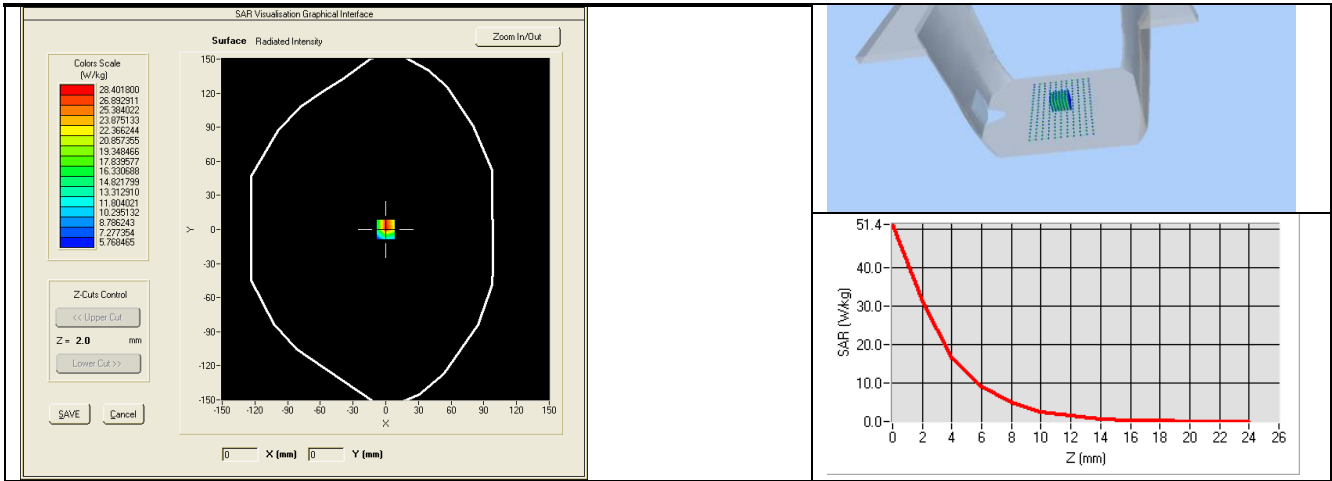 SAR Visualisation Graphical Interface
Surface Radiated Intensity
Zoom In/Out
Colors Scale
(W/kg)
28.401800
26.892911
25.384022
23.875133
22.366244
20.857355
19.348466
17.839577
16.330688
14.821799
13.312910
11.804021
10.295132
8.786243
7.277354
5.768465
Z-Cuts Control
<< Upper Cut
Z = 2.0 mm
Lower Cut >>
SAVE Cancel
150
120
90
60
30
0
-30
-60
-90
-120
-150
Y
-150 -120 -90 -60 -30 0 30 60 90 120 150
X
0 X (mm) 0 Y (mm)
51.4
40.0
30.0
20.0
10.0
0.0
SAR (W/kg)
0 2 4 6 8 10 12 14 16 18 20 22 24 26
Z (mm)